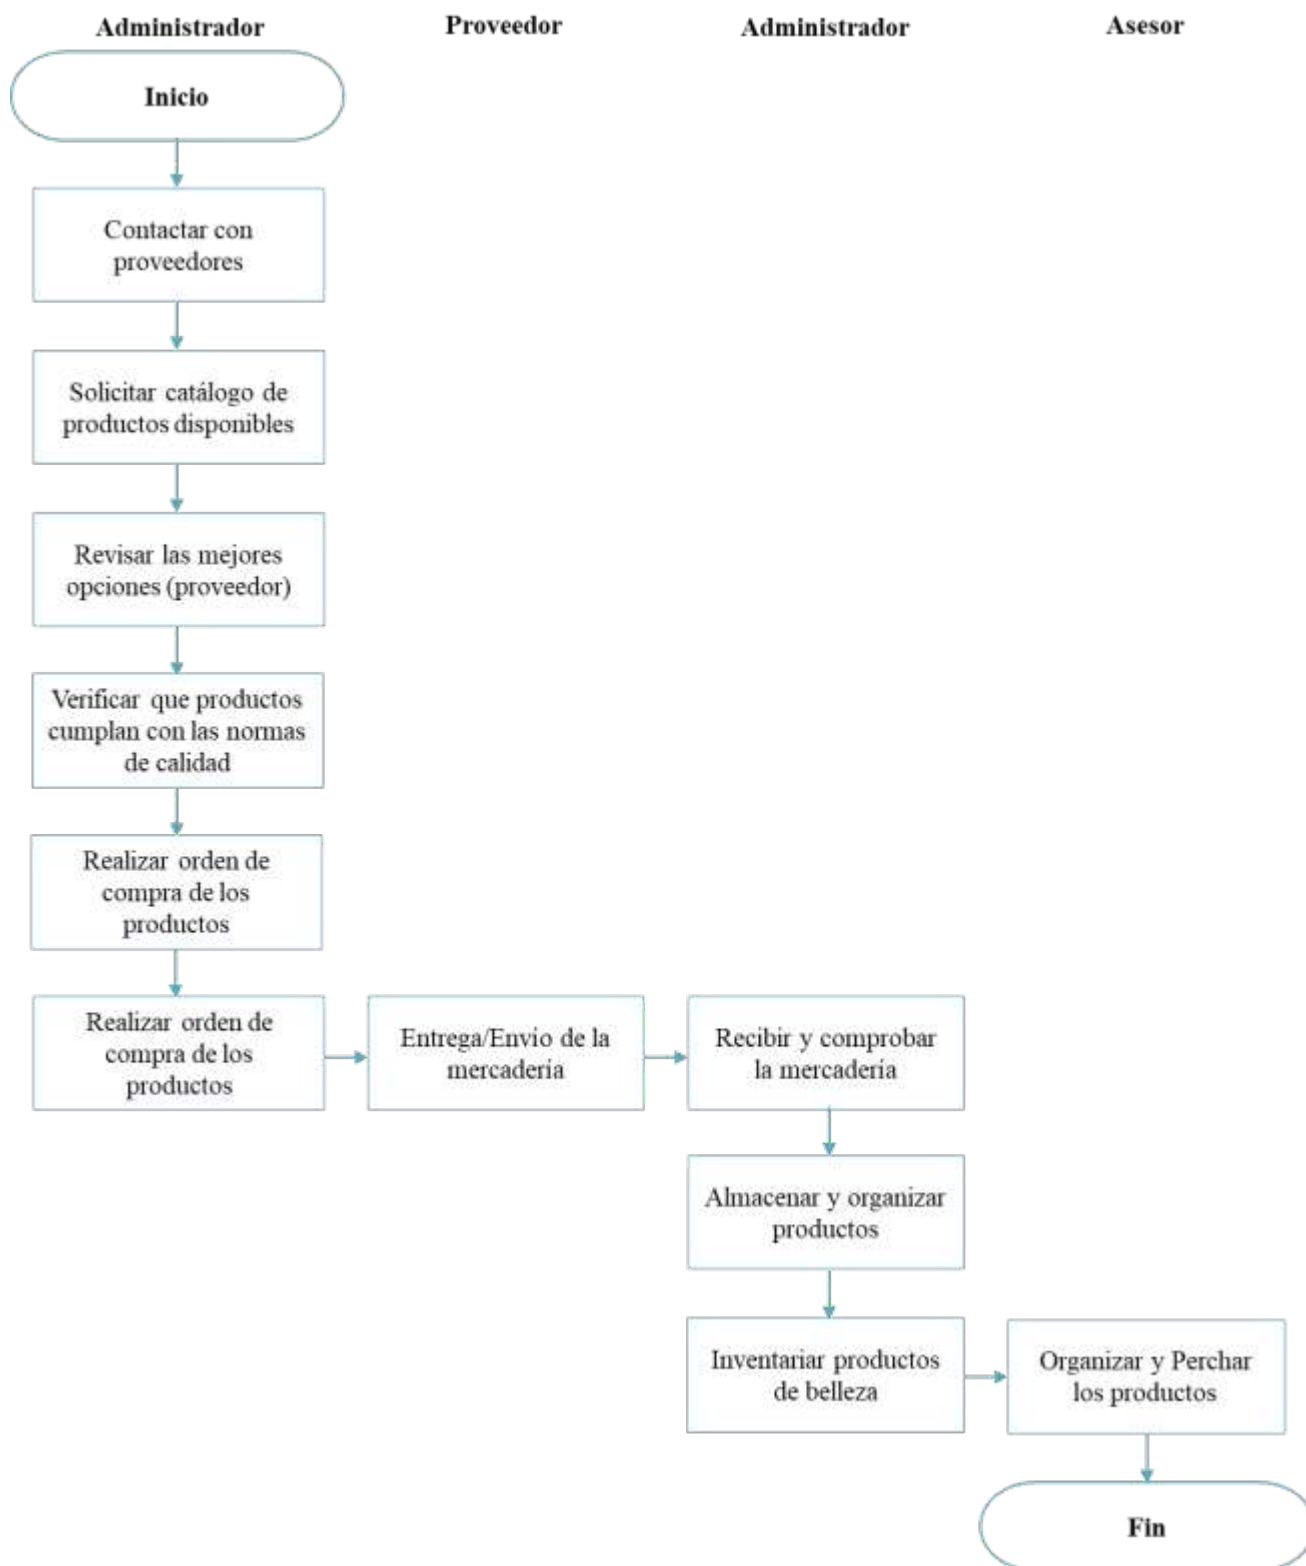 Administrador
Proveedor
Administrador
Asesor
Inicio
Contactar con
proveedores
Solicitar catálogo de
productos disponibles
Revisar las mejores
opciones (proveedor)
Verificar que productos
cumplan con las normas
de calidad
Realizar orden de
compra de los
productos
Realizar orden de
compra de los
productos
Entrega/Envío de la
mercadería
Recibir y comprobar
la mercadería
Almacenar y organizar
productos
Inventariar productos
de belleza
Organizar y Perchar
los productos
Fin